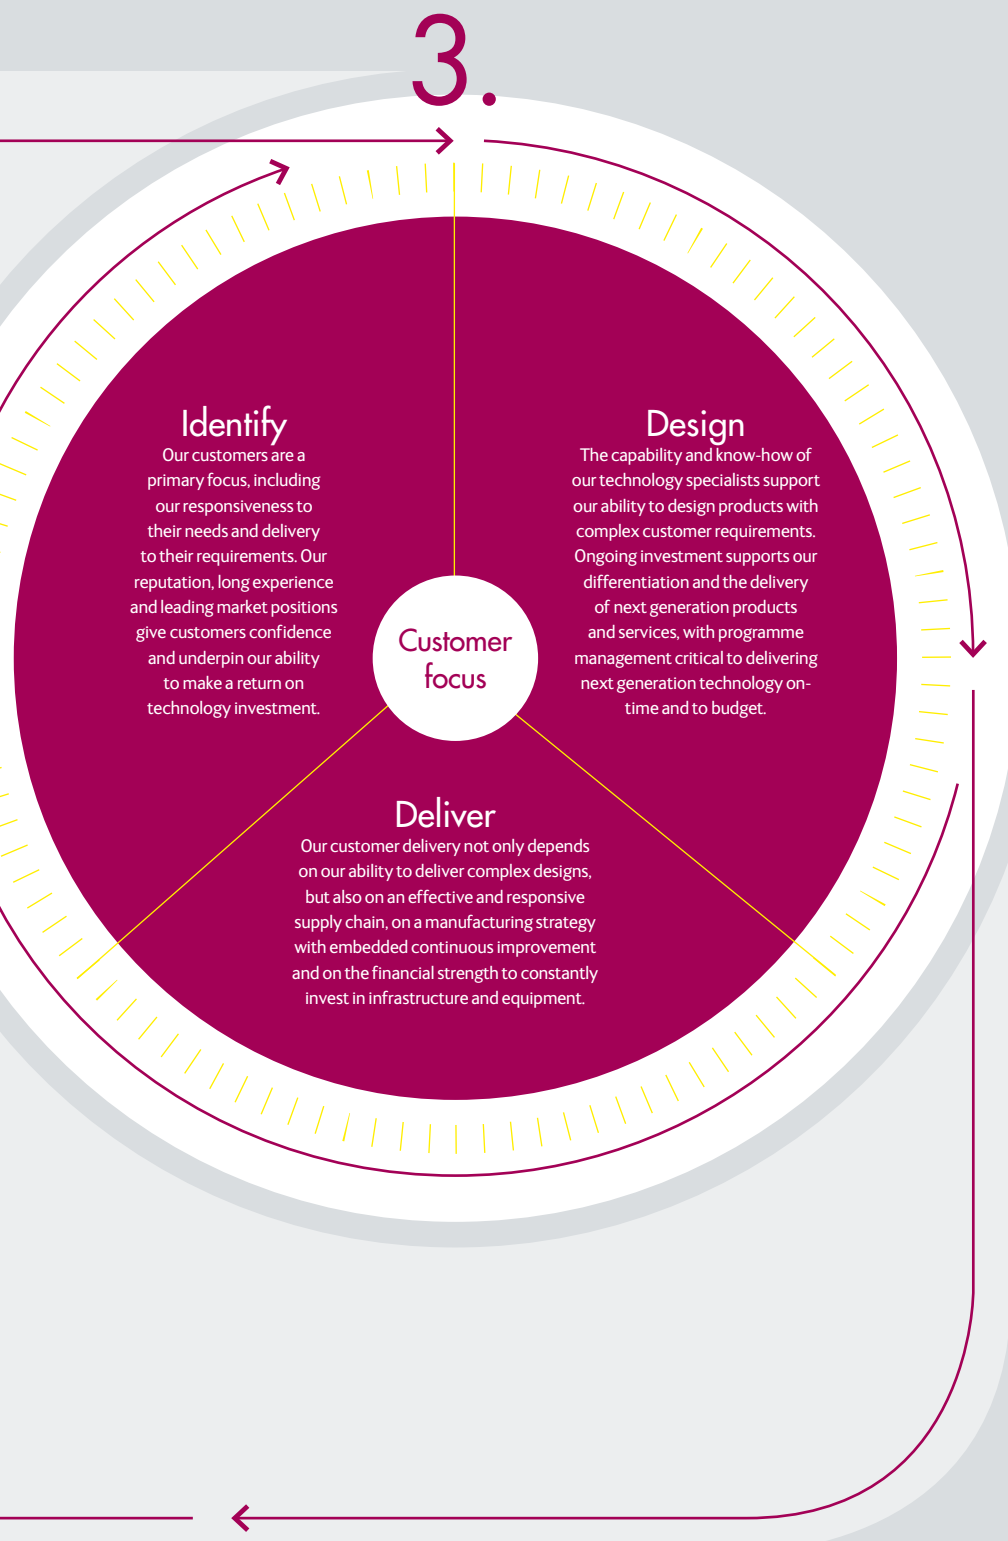 3.
Identify
Our customers are a
primary focus, including
our responsiveness to
their needs and delivery
to their requirements. Our
reputation, long experience
and leading market positions
give customers confidence
and underpin our ability
to make a return on
technology investment.
Design
The capability and know-how of
our technology specialists support
our ability to design products with
complex customer requirements.
Ongoing investment supports our
differentiation and the delivery
of next generation products
and services, with programme
management critical to delivering
next generation technology on-
time and to budget.
Customer
focus
Deliver
Our customer delivery not only depends
on our ability to deliver complex designs,
but also on an effective and responsive
supply chain, on a manufacturing strategy
with embedded continuous improvement
and on the financial strength to constantly
invest in infrastructure and equipment.